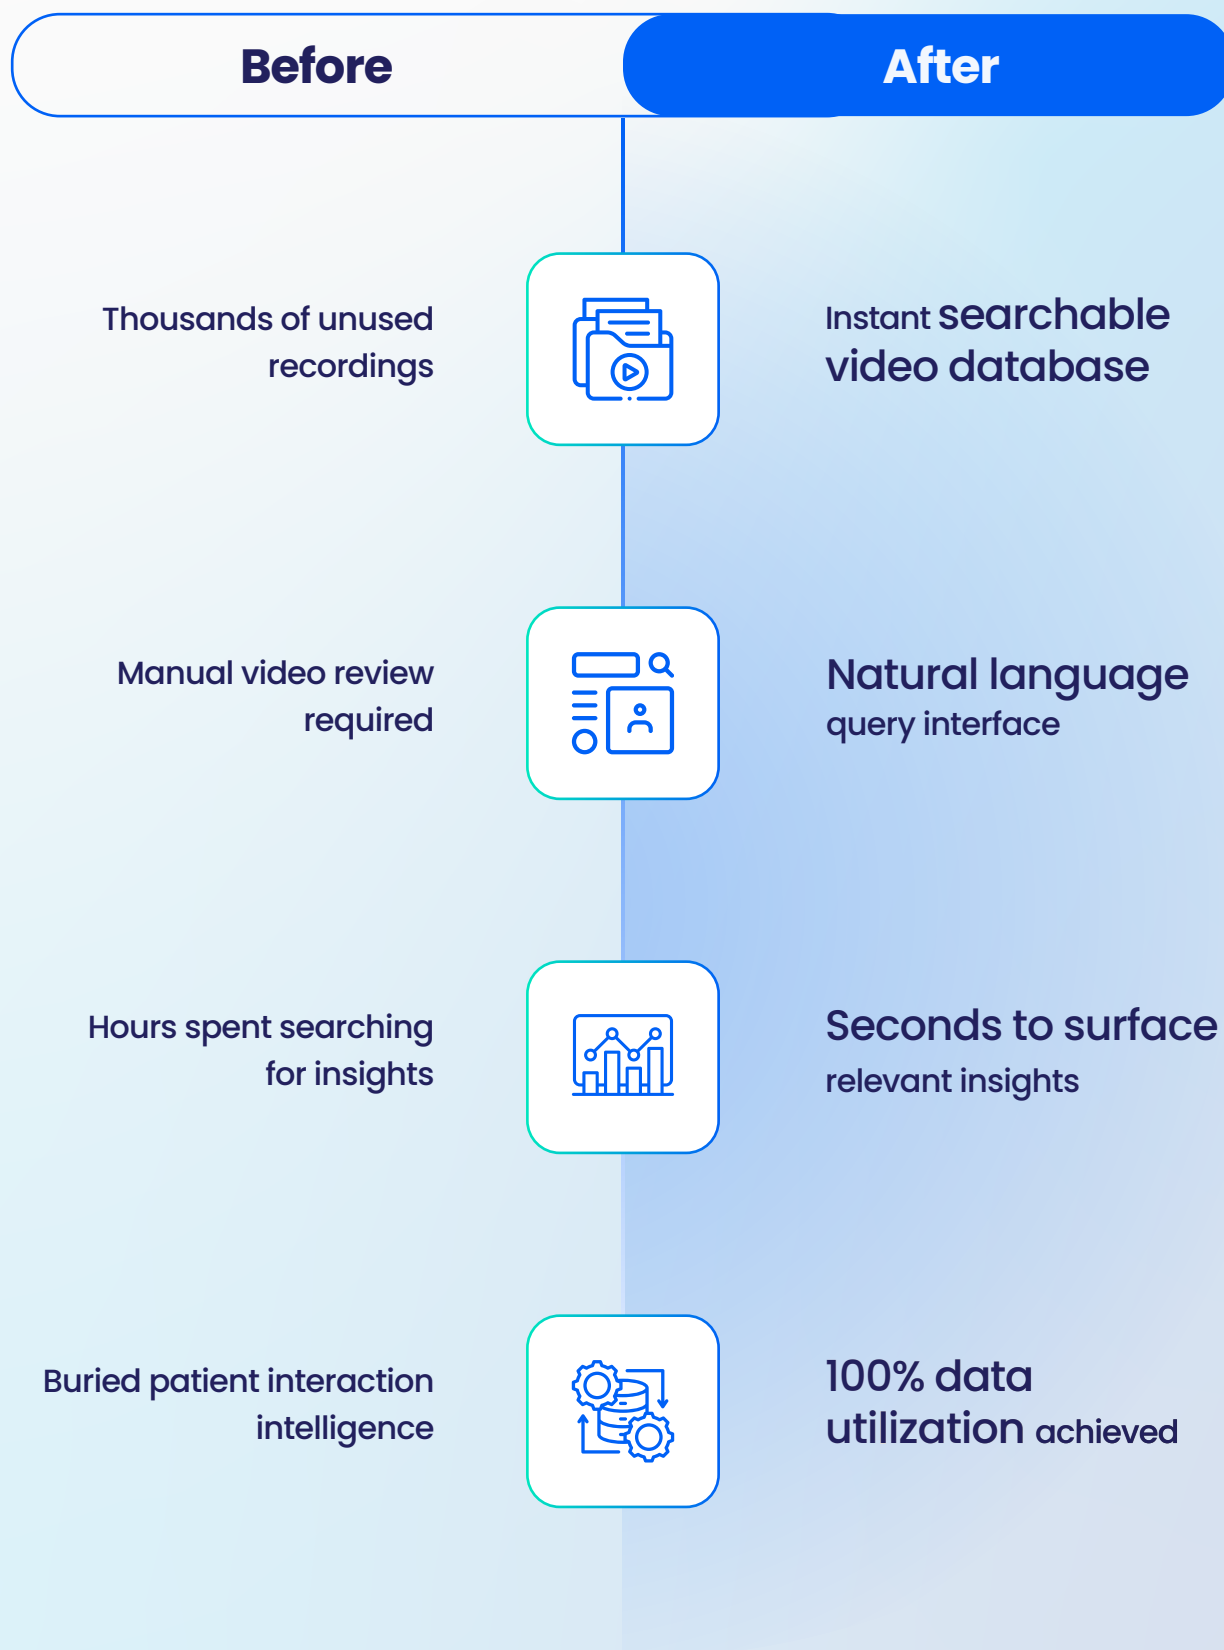 Before
After
Thousands of unused
recordings
Instant searchable
video database
Manual video review
required
Natural language
query interface
Hours spent searching
for insights
Seconds to surface
relevant insights
Buried patient interaction
intelligence
100% data
utilization achieved